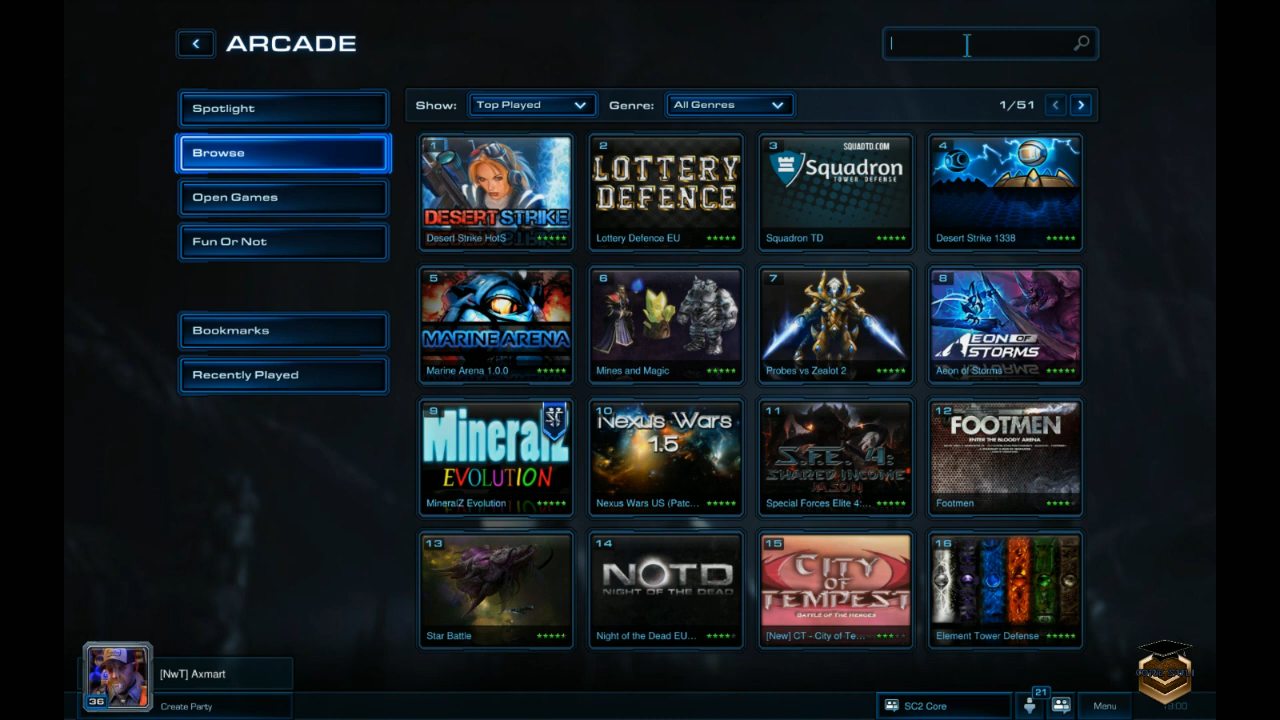 ARCADE
Spotlight
Browse
Open Games
Fun Or Not
Bookmarks
Recently Played
Show: Top Played Genre: All Genres 1/51
1
DESERT STRIKE
Desert Strike HotS
2
LOTTERY
DEFENCE
Lottery Defence EU
3
SQUADTD.COM
Squadron
TOWER DEFENSE
Squadron TD
4
Desert Strike 1338
5
MARINE ARENA
Marine Arena 1.0.0
6
Mines and Magic
7
Probes vs Zealot 2
8
AEON OF
STORMS
Aeon of Storms
9
MineralZ
EVOLUTION
MineralZ Evolution
10
Nexus Wars
1.5
Nexus Wars US (Patc...
11
S.F.E. 4:
SHARED INCOME
JASON
Special Forces Elite 4:...
12
FOOTMEN
ENTER THE BLOODY ARENA
Footmen
13
Star Battle
14
NOTD
NIGHT OF THE DEAD
Night of the Dead EU...
15
CITY
OF
TEMPEST
BATTLE OF THE HEROES
[New] CT - City of Te...
16
Element Tower Defense
36
[NwT] Axmart
Create Party
SC2 Core
21
Menu
19:00